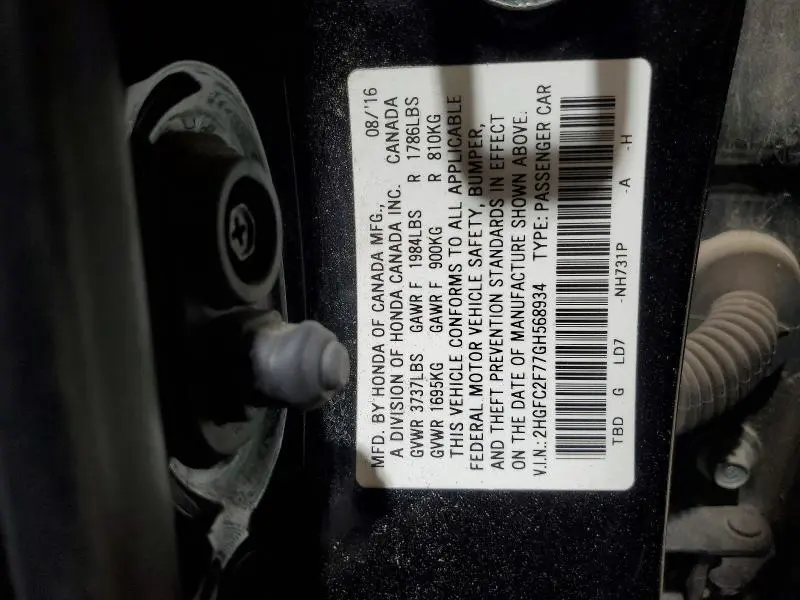 MFD. BY HONDA OF CANADA MFG., 08/'16
A DIVISION OF HONDA CANADA INC. CANADA
GVWR 3737LBS GAWR F 1984LBS R 1786LBS
GVWR 1695KG GAWR F 900KG R 810KG
THIS VEHICLE CONFORMS TO ALL APPLICABLE
FEDERAL MOTOR VEHICLE SAFETY, BUMPER,
AND THEFT PREVENTION STANDARDS IN EFFECT
ON THE DATE OF MANUFACTURE SHOWN ABOVE.
V.I.N.: 2HGFC2F77GH568934 TYPE: PASSENGER CAR
TBD G LD7 -NH731P -A -H